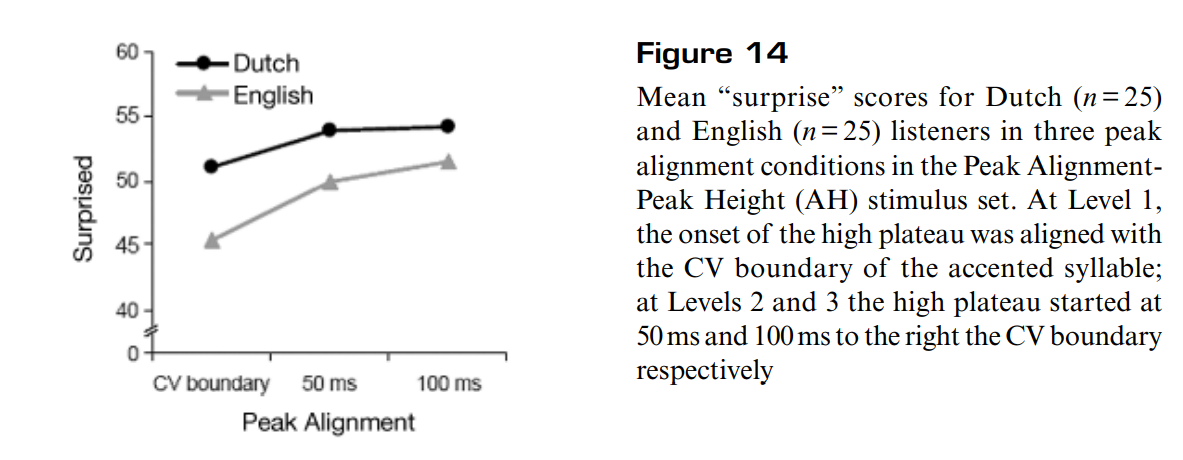 60
55
50
45
40
0
Surprised
Dutch
English
CV boundary 50 ms 100 ms
Peak Alignment
Figure 14
Mean “surprise” scores for Dutch (n = 25)
and English (n = 25) listeners in three peak
alignment conditions in the Peak Alignment-
Peak Height (AH) stimulus set. At Level 1,
the onset of the high plateau was aligned with
the CV boundary of the accented syllable;
at Levels 2 and 3 the high plateau started at
50 ms and 100 ms to the right the CV boundary
respectively